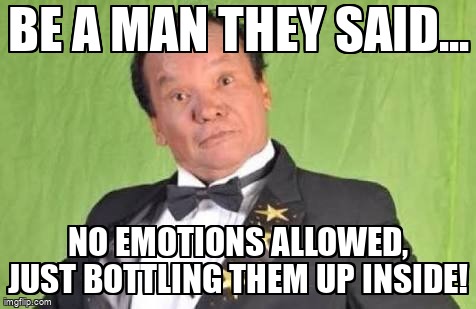 BE A MAN THEY SAID...
NO EMOTIONS ALLOWED,
JUST BOTTLING THEM UP INSIDE!
imgflip.com